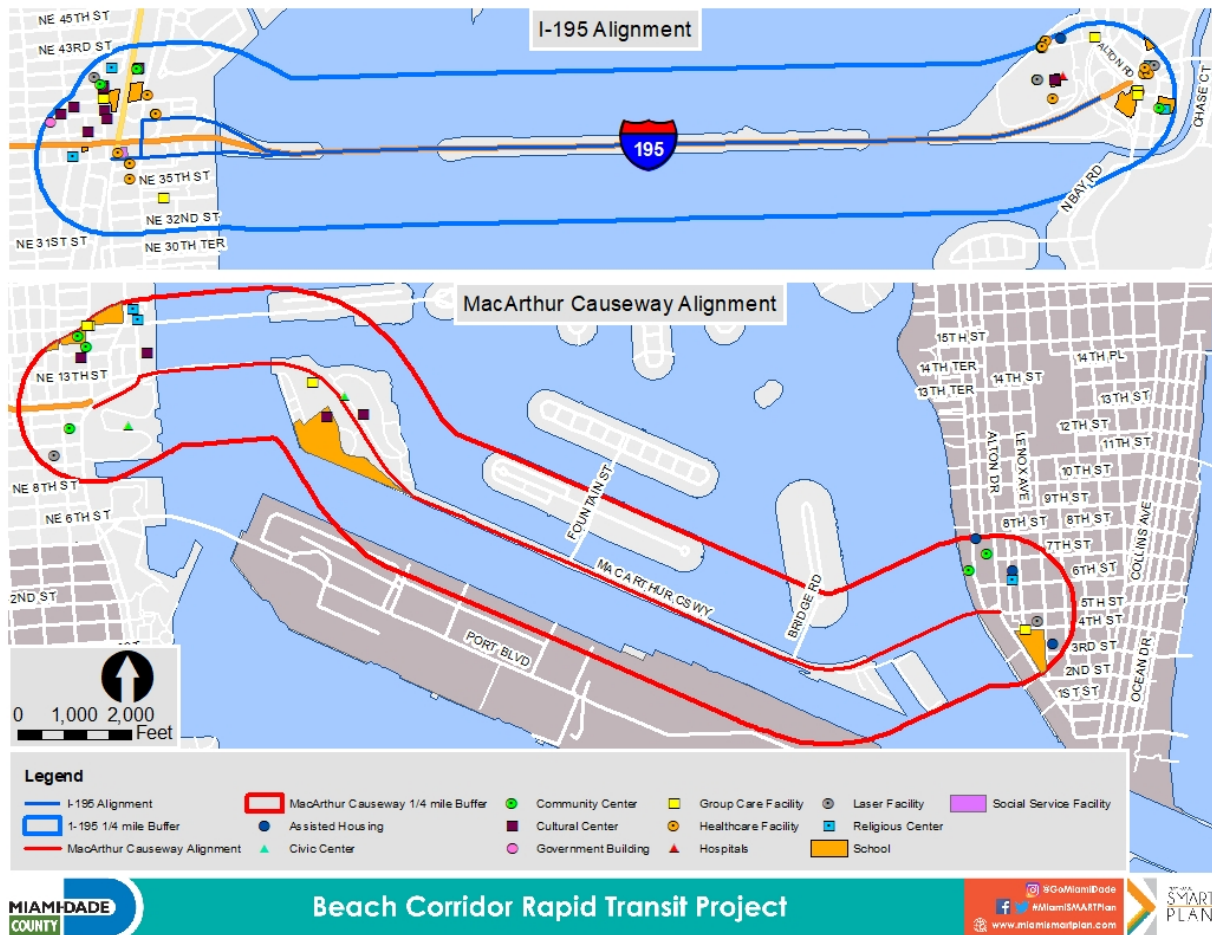 NE 45TH ST
NE 43RD ST
I-195 Alignment
ALTON RD
CHASE CT
195
NE 35TH ST
N BAY RD
NE 32ND ST
NE 31ST ST
NE 30TH TER
MacArthur Causeway Alignment
15TH ST
14TH PL
14TH TER
14TH ST
13TH TER
13TH ST
NE 13TH ST
12TH ST
11TH ST
ALTON DR
LENOX AVE
10TH ST
9TH ST
NE 8TH ST
8TH ST
8TH ST
NE 6TH ST
FOUNTAIN ST
7TH ST
COLLINS AVE
6TH ST
MACARTHUR CSWY
BRIDGE RD
2ND ST
5TH ST
4TH ST
PORT BLVD
3RD ST
2ND ST
OCEAN DR
1ST ST
0 1,000 2,000
Feet
Legend
I-195 Alignment
1-195 1/4 mile Buffer
MacArthur Causeway Alignment
MacArthur Causeway 1/4 mile Buffer
Assisted Housing
Civic Center
Community Center
Cultural Center
Government Building
Group Care Facility
Healthcare Facility
Hospitals
Laser Facility
Religious Center
School
Social Service Facility
MIAMI-DADE
COUNTY
Beach Corridor Rapid Transit Project
@GoMiamiDade
#MiamiSMARTPlan
www.miamismartplan.com
SMART
PLAN